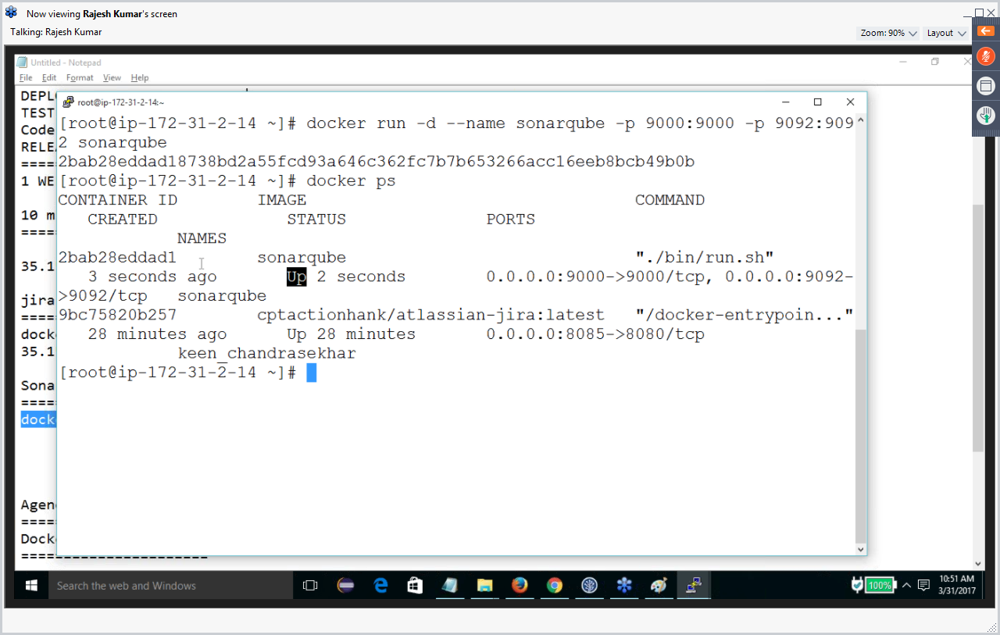 Now viewing Rajesh Kumar's screen
Talking: Rajesh Kumar
Zoom: 90%
Layout
Untitled - Notepad
File Edit Format View Help
DEPL
TEST
Code
RELE
=====
1 WE
10 m
=====
35.1
jira
=====
docke
35.1
Sona
=====
docke
Agen
=====
Docke
======================
root@ip-172-31-2-14:~
[root@ip-172-31-2-14 ~]# docker run -d --name sonarqube -p 9000:9000 -p 9092:909
2 sonarqube
2bab28eddad18738bd2a55fcd93a646c362fc7b7b653266acc16eeb8bcb49b0b
[root@ip-172-31-2-14 ~]# docker ps
CONTAINER ID IMAGE COMMAND
CREATED STATUS PORTS
NAMES
2bab28eddad1 sonarqube "./bin/run.sh"
3 seconds ago Up 2 seconds 0.0.0.0:9000->9000/tcp, 0.0.0.0:9092-
>9092/tcp sonarqube
9bc75820b257 cptactionhank/atlassian-jira:latest "/docker-entrypoin..."
28 minutes ago Up 28 minutes 0.0.0.0:8085->8080/tcp
keen_chandrasekhar
[root@ip-172-31-2-14 ~]#
Search the web and Windows
100%
10:51 AM
3/31/2017